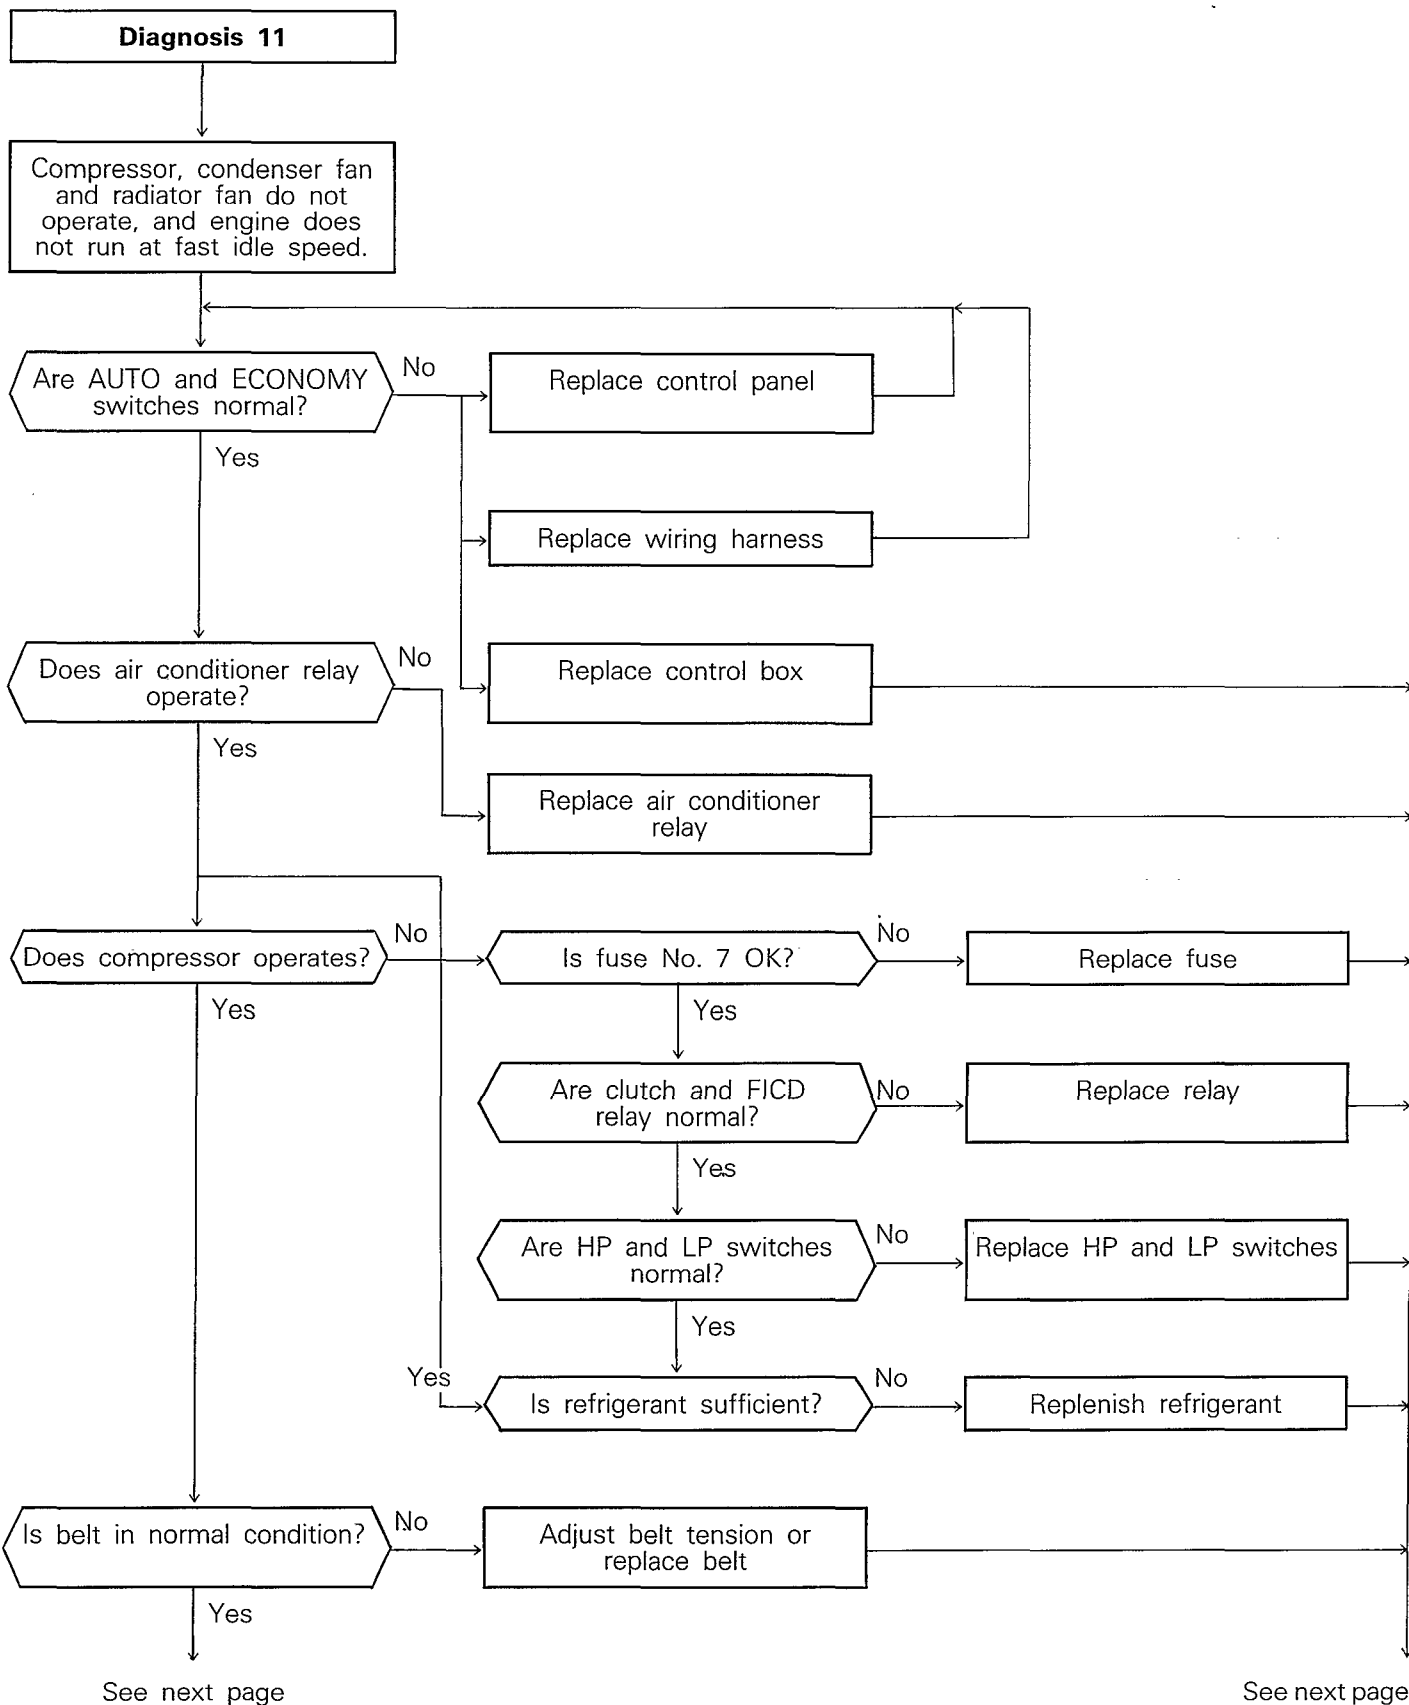 Diagnosis 11
Compressor, condenser fan
and radiator fan do not
operate, and engine does
not run at fast idle speed.
Are AUTO and ECONOMY
switches normal?
No
Replace control panel
Yes
Replace wiring harness
Does air conditioner relay
operate?
No
Replace control box
Yes
Replace air conditioner
relay
Does compressor operates?
No
Is fuse No. 7 OK?
No
Replace fuse
Yes
Yes
Are clutch and FICD
relay normal?
No
Replace relay
Yes
Are HP and LP switches
normal?
No
Replace HP and LP switches
Yes
Yes
Is refrigerant sufficient?
No
Replenish refrigerant
Is belt in normal condition?
No
Adjust belt tension or
replace belt
Yes
See next page
See next page